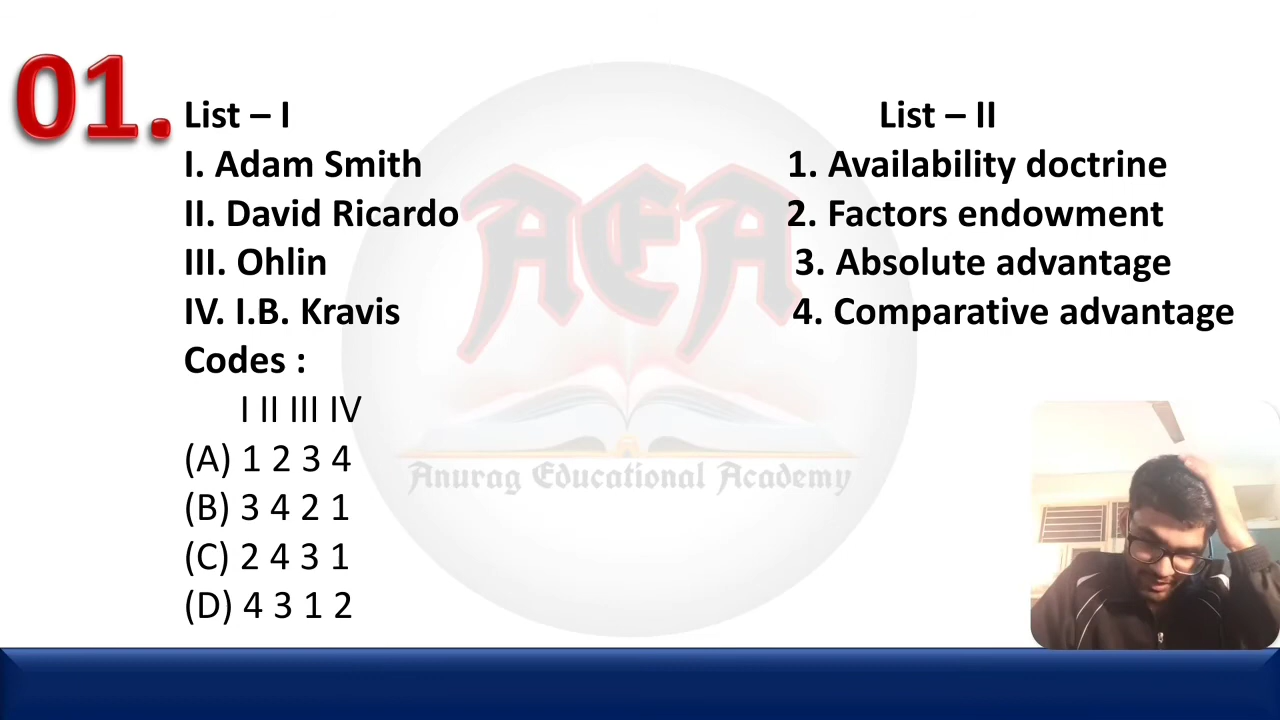 01.
List – I List – II
I. Adam Smith 1. Availability doctrine
II. David Ricardo 2. Factors endowment
III. Ohlin 3. Absolute advantage
IV. I.B. Kravis 4. Comparative advantage
Codes :
I II III IV
(A) 1 2 3 4
(B) 3 4 2 1
(C) 2 4 3 1
(D) 4 3 1 2
AEA
Anurag Educational Academy